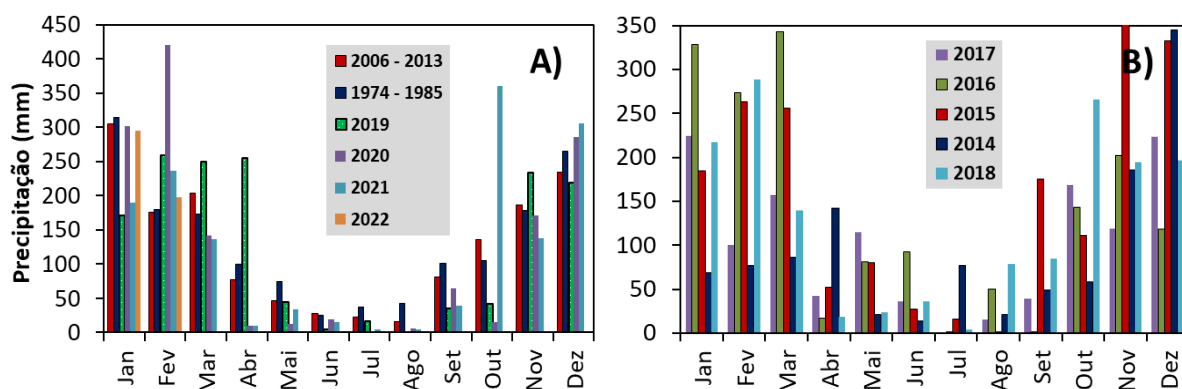 Precipitação (mm)
450
400
350
300
250
200
150
100
50
0
A)
2006 - 2013
1974 - 1985
2019
2020
2021
2022
Jan
Fev
Mar
Abr
Mai
Jun
Jul
Ago
Set
Out
Nov
Dez
350
300
250
200
150
100
50
0
B)
2017
2016
2015
2014
2018
Jan
Fev
Mar
Abr
Mai
Jun
Jul
Ago
Set
Out
Nov
Dez